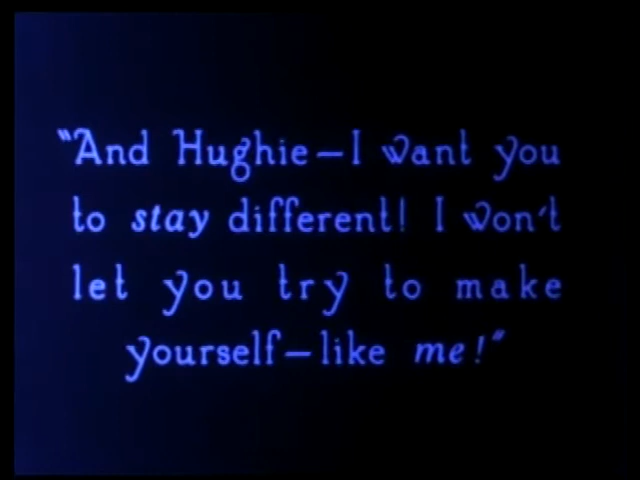 "And Hughie—I want you
to stay different! I won't
let you try to make
yourself—like me!"